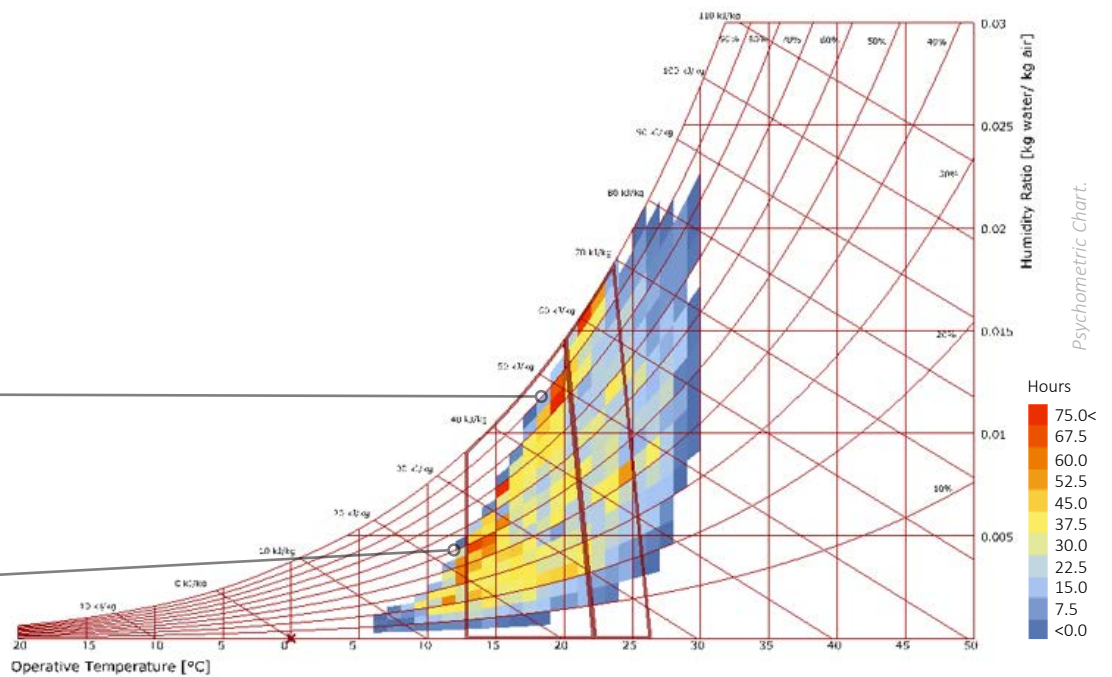 110 kJ/kg
90% 80% 70% 60% 50% 40%
0.03
100 kJ/kg
0.025
90 kJ/kg
30%
80 kJ/kg
0.02
70 kJ/kg
60 kJ/kg
0.015
20%
50 kJ/kg
40 kJ/kg
0.01
30 kJ/kg
10%
20 kJ/kg
10 kJ/kg
0.005
0 kJ/kg
10 kJ/kg
20 15 10 5 0 5 10 15 20 25 30 35 40 45 50
Operative Temperature [°C]
Humidity Ratio [kg water/ kg air]
Psychometric Chart.
Hours
75.0<
67.5
60.0
52.5
45.0
37.5
30.0
22.5
15.0
7.5
<0.0